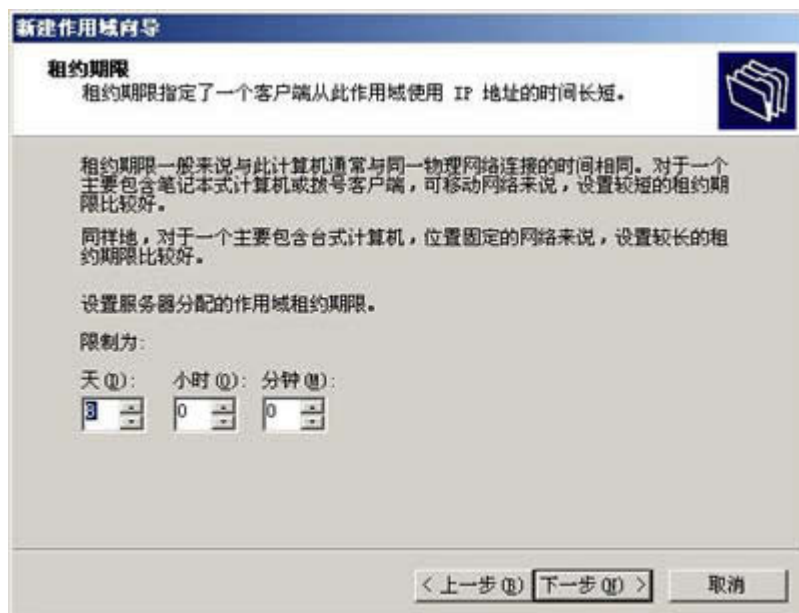 新建作用域向导
租约期限
租约期限指定了一个客户端从此作用域使用 IP 地址的时间长短。
租约期限一般来说与此计算机通常与同一物理网络连接的时间相同。对于一个
主要包含笔记本式计算机或拨号客户端，可移动网络来说，设置较短的租约期
限比较好。
同样地，对于一个主要包含台式计算机，位置固定的网络来说，设置较长的租
约期限比较好。
设置服务器分配的作用域租约期限。
限制为:
天(D): 小时(O): 分钟(M):
8 0 0
< 上一步(B) 下一步(N) > 取消